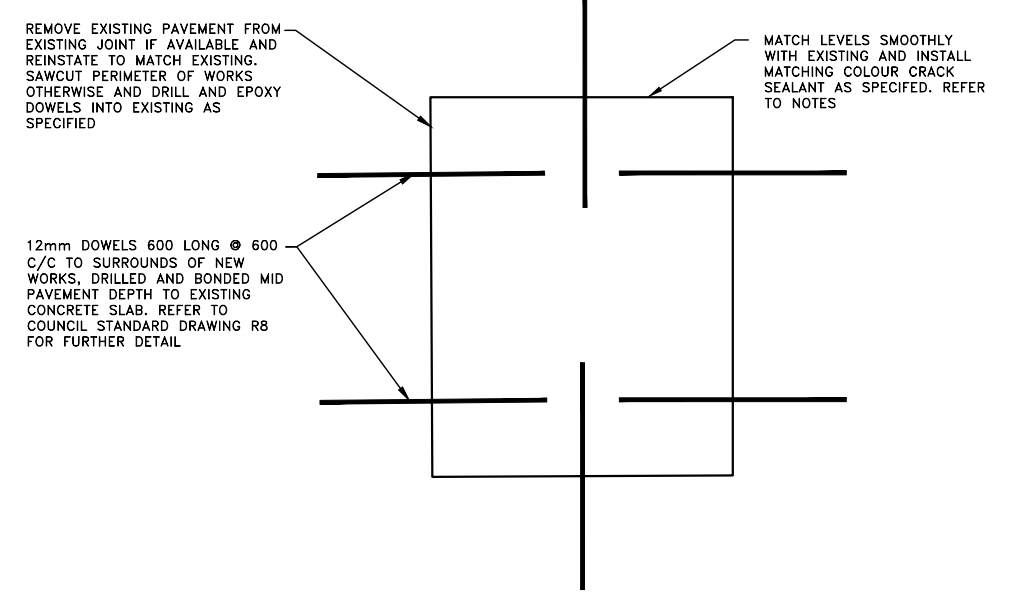 REMOVE EXISTING PAVEMENT FROM
EXISTING JOINT IF AVAILABLE AND
REINSTATE TO MATCH EXISTING.
SAWCUT PERIMETER OF WORKS
OTHERWISE AND DRILL AND EPOXY
DOWELS INTO EXISTING AS
SPECIFIED
MATCH LEVELS SMOOTHLY
WITH EXISTING AND INSTALL
MATCHING COLOUR CRACK
SEALANT AS SPECIFED. REFER
TO NOTES
12mm DOWELS 600 LONG @ 600
C/C TO SURROUNDS OF NEW
WORKS, DRILLED AND BONDED MID
PAVEMENT DEPTH TO EXISTING
CONCRETE SLAB. REFER TO
COUNCIL STANDARD DRAWING R8
FOR FURTHER DETAIL